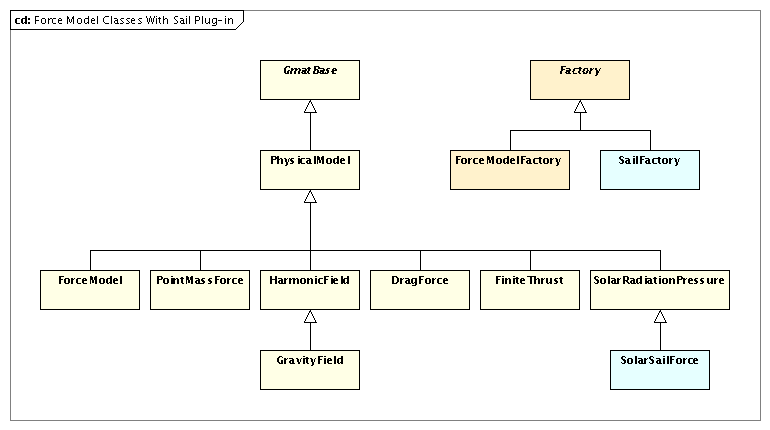 cd: Force Model Classes With Sail Plug-in
GmatBase
Factory
PhysicalModel
ForceModelFactory
SailFactory
ForceModel
PointMassForce
HarmonicField
DragForce
FiniteThrust
SolarRadiationPressure
GravityField
SolarSailForce